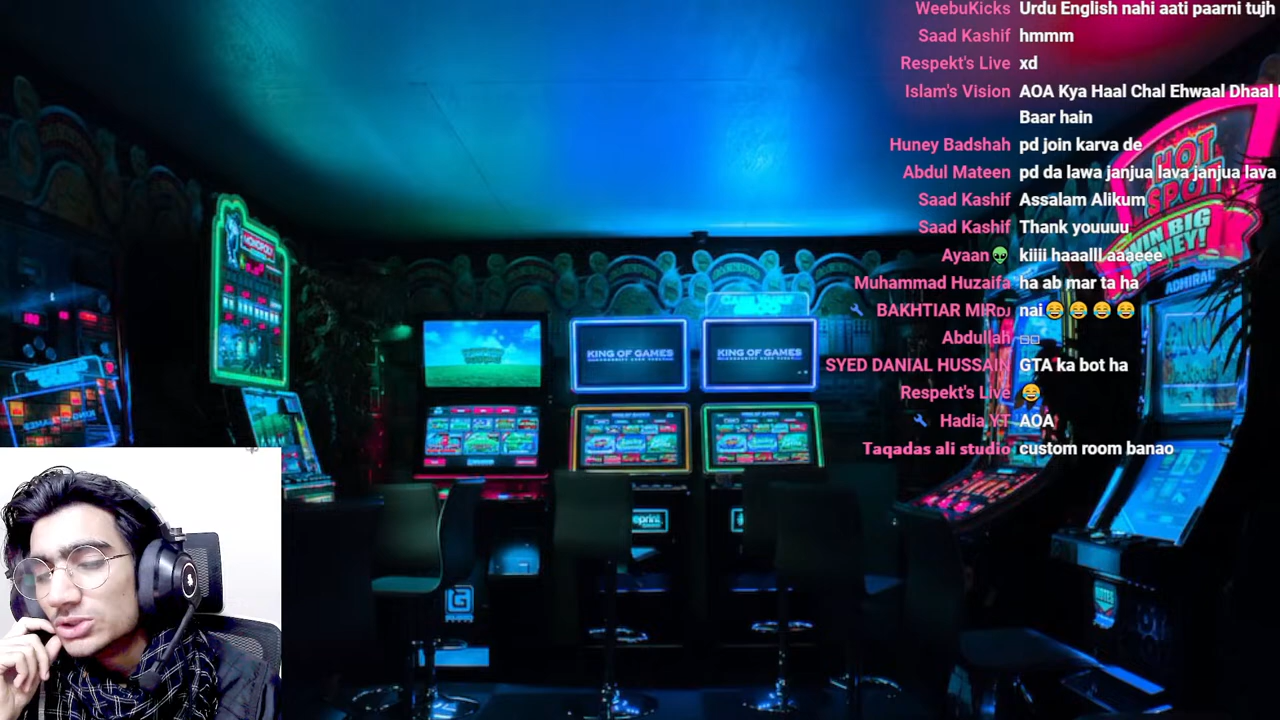 WeebuKicks Urdu English nahi aati paarni tujh
Saad Kashif hmmm
Respekt's Live xd
Islam's Vision AOA Kya Haal Chal Ehwaal Dhaal
Baar hain
Huney Badshah pd join karva de
Abdul Mateen pd da lawa janjua lava janjua lava
Saad Kashif Assalam Alikum
Saad Kashif Thank youuuu
Ayaan👽 kiiii haaalll aaaeee
Muhammad Huzaifa ha ab mar ta ha
BAKHTIAR MIRDJ nai😂😂😂😂
Abdullah
SYED DANIAL HUSSAIN GTA ka bot ha
Respekt's Live 😂
Hadia YT AOA
Taqadas ali studio custom room banao
HOT
SPOT
WIN BIG
MONEY!
ADMIRAL
MONOPOLY
KING OF GAMES
KING OF GAMES
NOTES